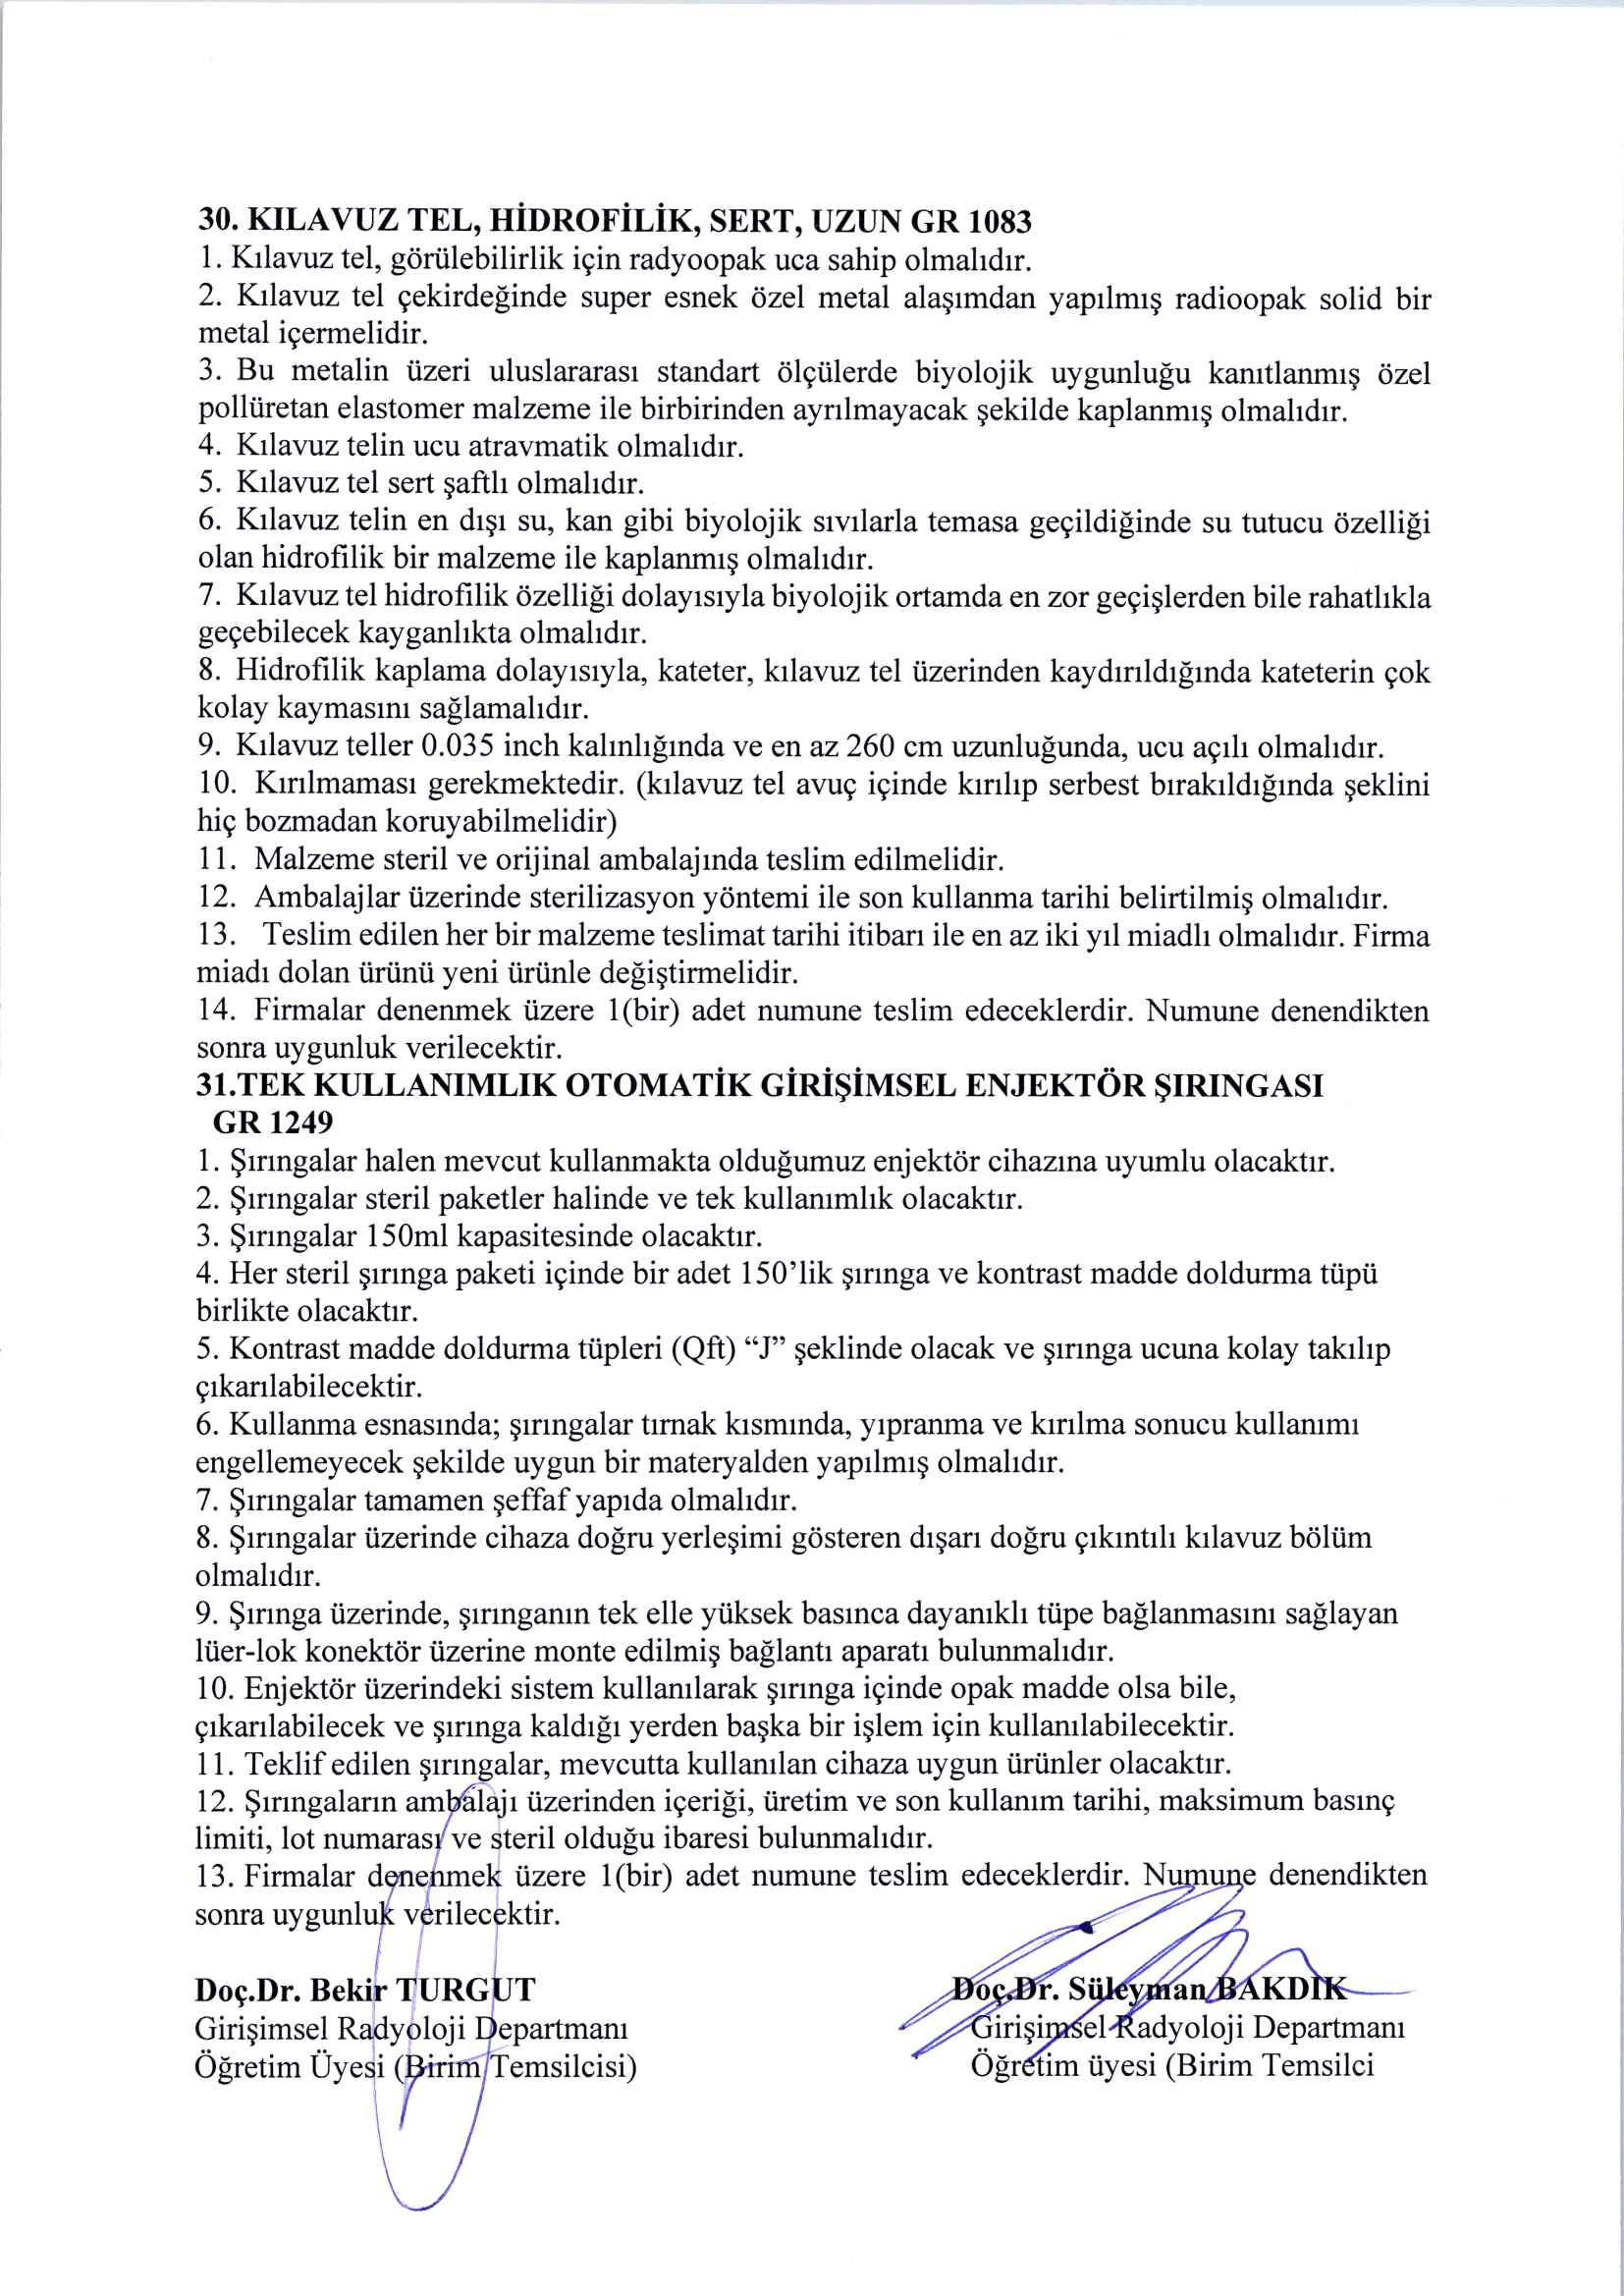 30. KILAVUZ TEL, HİDROFİLİK, SERT, UZUN GR 1083
1. Kılavuz tel, görülebilirlik için radyoopak uca sahip olmalıdır.
2. Kılavuz tel çekirdeğinde super esnek özel metal alaşımdan yapılmış radioopak solid bir
metal içermelidir.
3. Bu metalin üzeri uluslararası standart ölçülerde biyolojik uygunluğu kanıtlanmış özel
pollüretan elastomer malzeme ile birbirinden ayrılmayacak şekilde kaplanmış olmalıdır.
4. Kılavuz telin ucu atravmatik olmalıdır.
5. Kılavuz tel sert şaftlı olmalıdır.
6. Kılavuz telin en dışı su, kan gibi biyolojik sıvılarla temasa geçildiğinde su tutucu özelliği
olan hidrofilik bir malzeme ile kaplanmış olmalıdır.
7. Kılavuz tel hidrofilik özelliği dolayısıyla biyolojik ortamda en zor geçişlerden bile rahatlıkla
geçebilecek kayganlıkta olmalıdır.
8. Hidrofilik kaplama dolayısıyla, kateter, kılavuz tel üzerinden kaydırıldığında kateterin çok
kolay kaymasını sağlamalıdır.
9. Kılavuz teller 0.035 inch kalınlığında ve en az 260 cm uzunluğunda, ucu açılı olmalıdır.
10. Kırılmaması gerekmektedir. (kılavuz tel avuç içinde kırılıp serbest bırakıldığında şeklini
hiç bozmadan koruyabilmelidir)
11. Malzeme steril ve orijinal ambalajında teslim edilmelidir.
12. Ambalajlar üzerinde sterilizasyon yöntemi ile son kullanma tarihi belirtilmiş olmalıdır.
13. Teslim edilen her bir malzeme teslimat tarihi itibarı ile en az iki yıl miadlı olmalıdır. Firma
miadı dolan ürünü yeni ürünle değiştirmelidir.
14. Firmalar denenmek üzere 1(bir) adet numune teslim edeceklerdir. Numune denendikten
sonra uygunluk verilecektir.
31.TEK KULLANIMLIK OTOMATİK GİRİŞİMSEL ENJEKTÖR ŞIRINGASI
GR 1249
1. Şırıngalar halen mevcut kullanmakta olduğumuz enjektör cihazına uyumlu olacaktır.
2. Şırıngalar steril paketler halinde ve tek kullanımlık olacaktır.
3. Şırıngalar 150ml kapasitesinde olacaktır.
4. Her steril şırınga paketi içinde bir adet 150’lik şırınga ve kontrast madde doldurma tüpü
birlikte olacaktır.
5. Kontrast madde doldurma tüpleri (Qft) “J” şeklinde olacak ve şırınga ucuna kolay takılıp
çıkarılabilecektir.
6. Kullanma esnasında; şırıngalar tırnak kısmında, yıpranma ve kırılma sonucu kullanımı
engellemeyecek şekilde uygun bir materyalden yapılmış olmalıdır.
7. Şırıngalar tamamen şeffaf yapıda olmalıdır.
8. Şırıngalar üzerinde cihaza doğru yerleşimi gösteren dışarı doğru çıkıntılı kılavuz bölüm
olmalıdır.
9. Şırınga üzerinde, şırınganın tek elle yüksek basınca dayanıklı tüpe bağlanmasını sağlayan
lüer-lok konektör üzerine monte edilmiş bağlantı aparatı bulunmalıdır.
10. Enjektör üzerindeki sistem kullanılarak şırınga içinde opak madde olsa bile,
çıkarılabilecek ve şırınga kaldığı yerden başka bir işlem için kullanılabilecektir.
11. Teklif edilen şırıngalar, mevcutta kullanılan cihaza uygun ürünler olacaktır.
12. Şırıngaların ambalajı üzerinden içeriği, üretim ve son kullanım tarihi, maksimum basınç
limiti, lot numarası ve steril olduğu ibaresi bulunmalıdır.
13. Firmalar denenmek üzere 1(bir) adet numune teslim edeceklerdir. Numune denendikten
sonra uygunluk verilecektir.
Doç.Dr. Bekir TURGUT
Girişimsel Radyoloji Departmanı
Öğretim Üyesi (Birim Temsilcisi)
Doç.Dr. Süleyman BAKDIK
Girişimsel Radyoloji Departmanı
Öğretim üyesi (Birim Temsilci